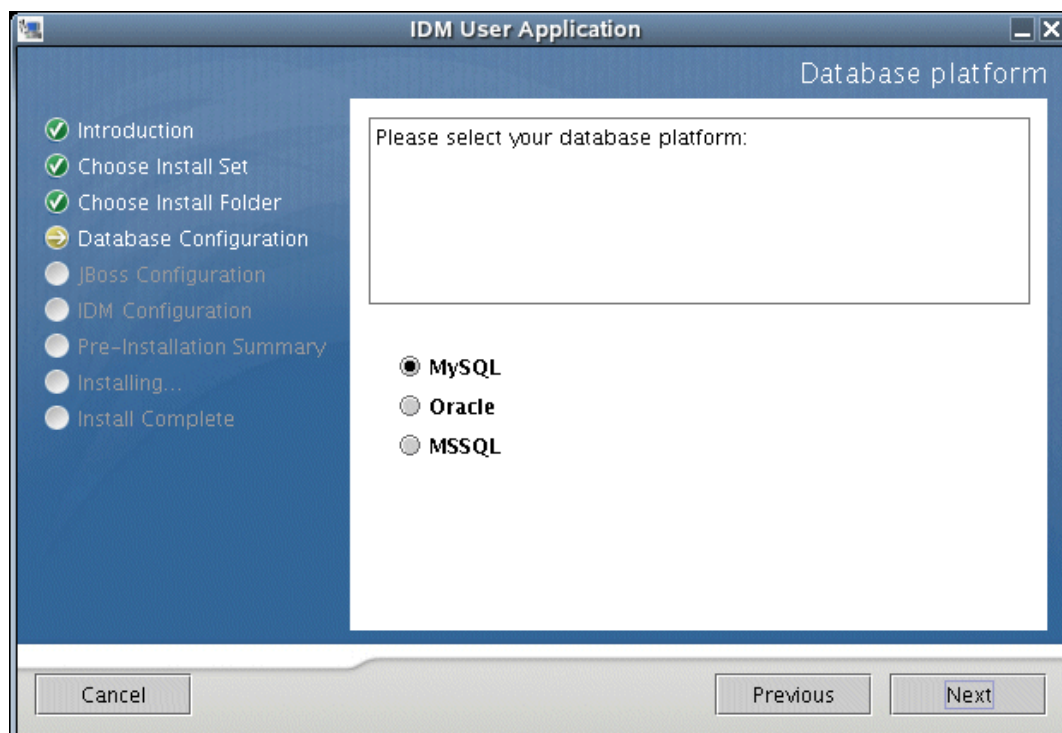 IDM User Application
Database platform
Introduction
Choose Install Set
Choose Install Folder
Database Configuration
JBoss Configuration
IDM Configuration
Pre-Installation Summary
Installing...
Install Complete
Please select your database platform:
MySQL
Oracle
MSSQL
Cancel
Previous
Next